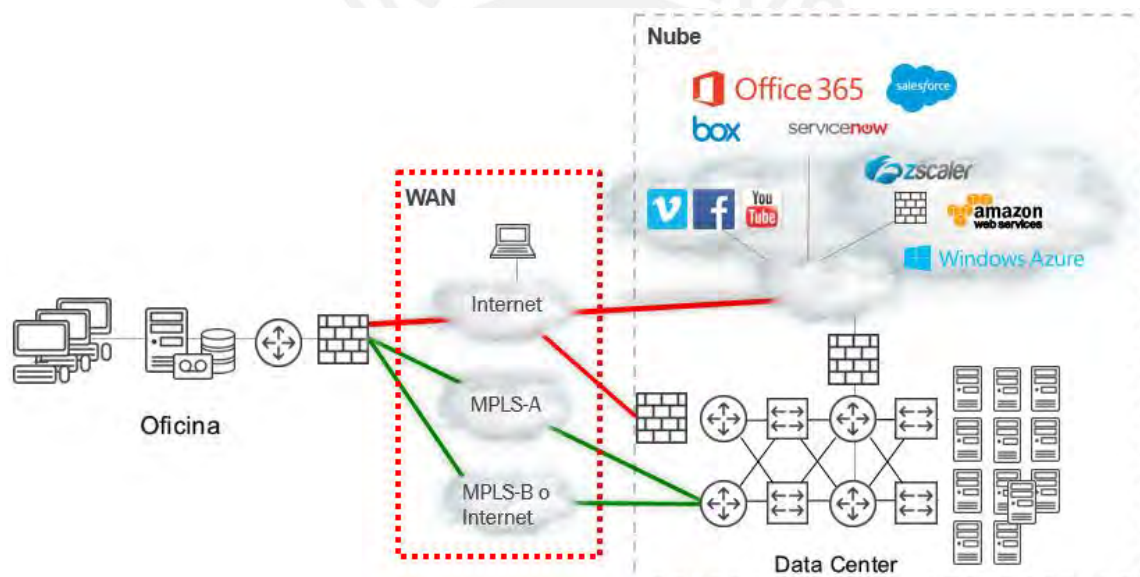 Nube
Office 365
salesforce
box
servicenow
zscaler
WAN
You
Tube
amazon
web services
Windows Azure
Internet
MPLS-A
Oficina
MPLS-B o
Internet
Data Center